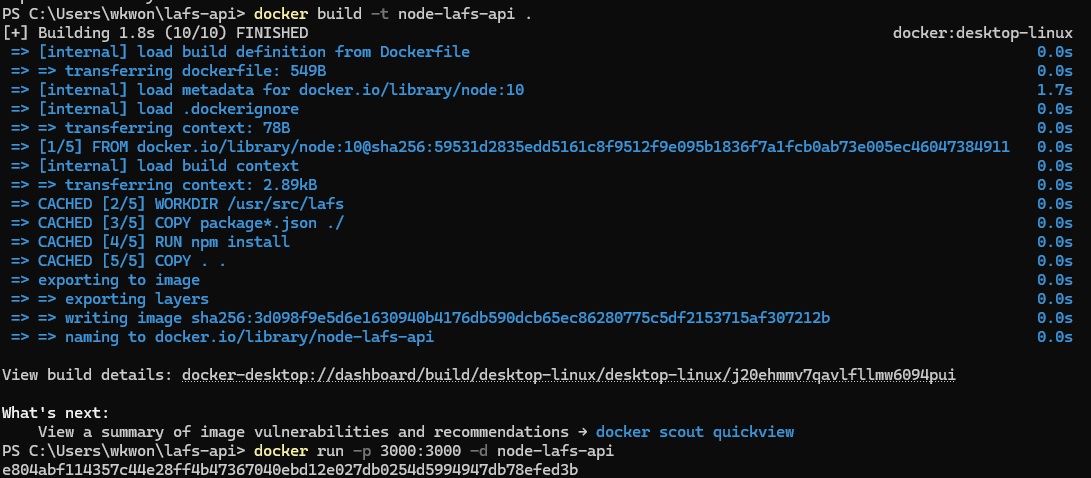 PS C:\Users\wkwon\lafs-api> docker build -t node-lafs-api .
[+] Building 1.8s (10/10) FINISHED docker:desktop-linux
=> [internal] load build definition from Dockerfile 0.0s
=> => transferring dockerfile: 549B 0.0s
=> [internal] load metadata for docker.io/library/node:10 1.7s
=> [internal] load .dockerignore 0.0s
=> => transferring context: 78B 0.0s
=> [1/5] FROM docker.io/library/node:10@sha256:59531d2835edd5161c8f9512f9e095b1836f7a1fcb0ab73e005ec46047384911 0.0s
=> [internal] load build context 0.0s
=> => transferring context: 2.89kB 0.0s
=> CACHED [2/5] WORKDIR /usr/src/lafs 0.0s
=> CACHED [3/5] COPY package*.json ./ 0.0s
=> CACHED [4/5] RUN npm install 0.0s
=> CACHED [5/5] COPY . . 0.0s
=> exporting to image 0.0s
=> => exporting layers 0.0s
=> => writing image sha256:3d098f9e5d6e1630940b4176db590dcb65ec86280775c5df2153715af307212b 0.0s
=> => naming to docker.io/library/node-lafs-api 0.0s
View build details: docker-desktop://dashboard/build/desktop-linux/desktop-linux/j20ehmmv7qavlfllmw6094pui
What's next:
View a summary of image vulnerabilities and recommendations → docker scout quickview
PS C:\Users\wkwon\lafs-api> docker run -p 3000:3000 -d node-lafs-api
e804abf114357c44e28ff4b47367040ebd12e027db0254d5994947db78efed3b